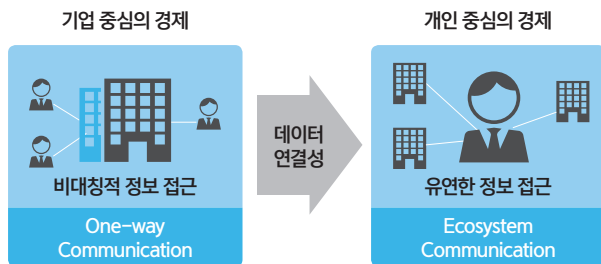 기업 중심의 경제
비대칭적 정보 접근
One-way
Communication
데이터
연결성
개인 중심의 경제
유연한 정보 접근
Ecosystem
Communication